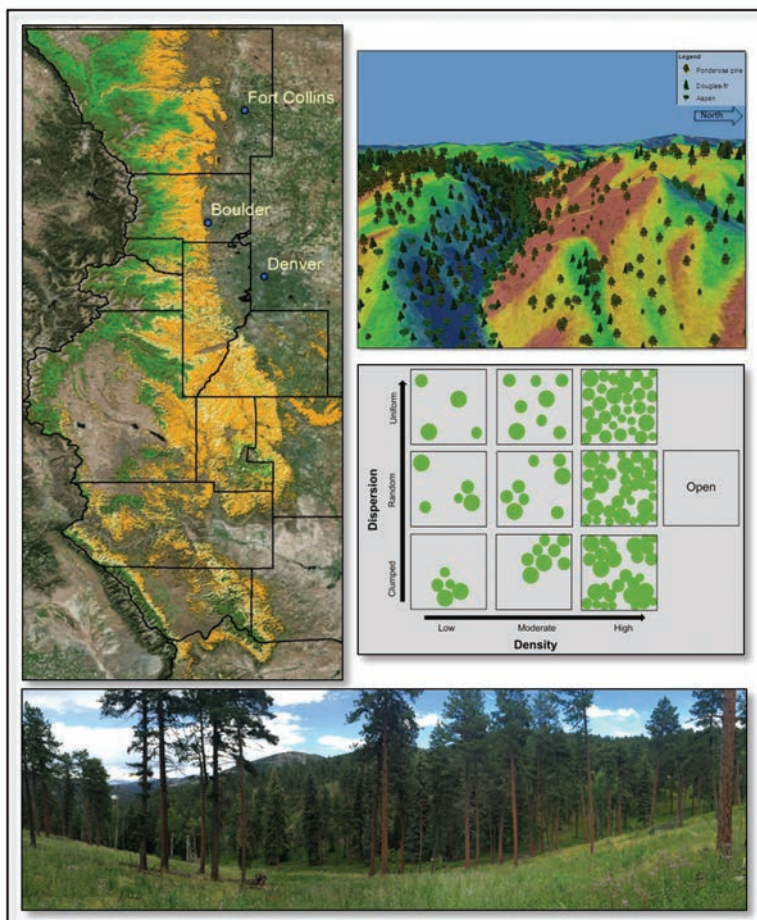 Fort Collins
Boulder
Denver
Legend
Ponderosa pine
Douglas-fir
Aspen
North
Uniform
Random
Clumped
Dispersion
Open
Low
Moderate
High
Density